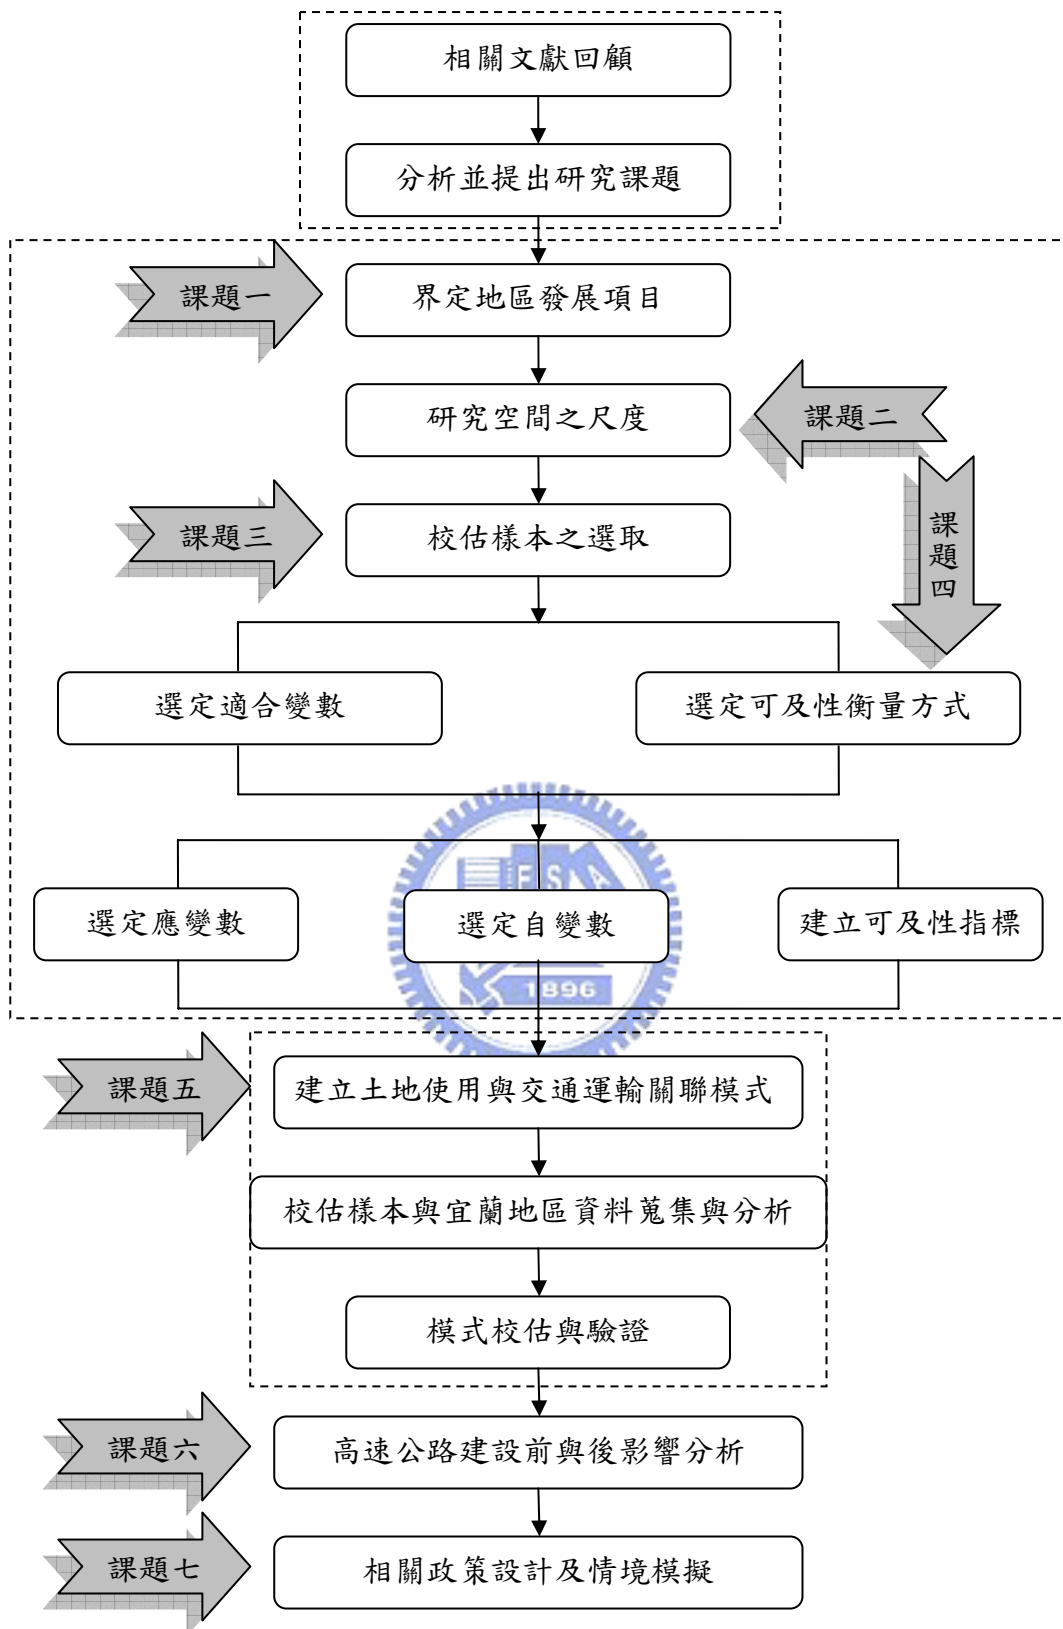 相關文獻回顧
分析並提出研究課題
課題一
界定地區發展項目
研究空間之尺度
課題二
課題三
校估樣本之選取
課題四
選定適合變數
選定可及性衡量方式
ESA
選定應變數
選定自變數
建立可及性指標
1896
課題五
建立土地使用與交通運輸關聯模式
校估樣本與宜蘭地區資料蒐集與分析
模式校估與驗證
課題六
高速公路建設前與後影響分析
課題七
相關政策設計及情境模擬